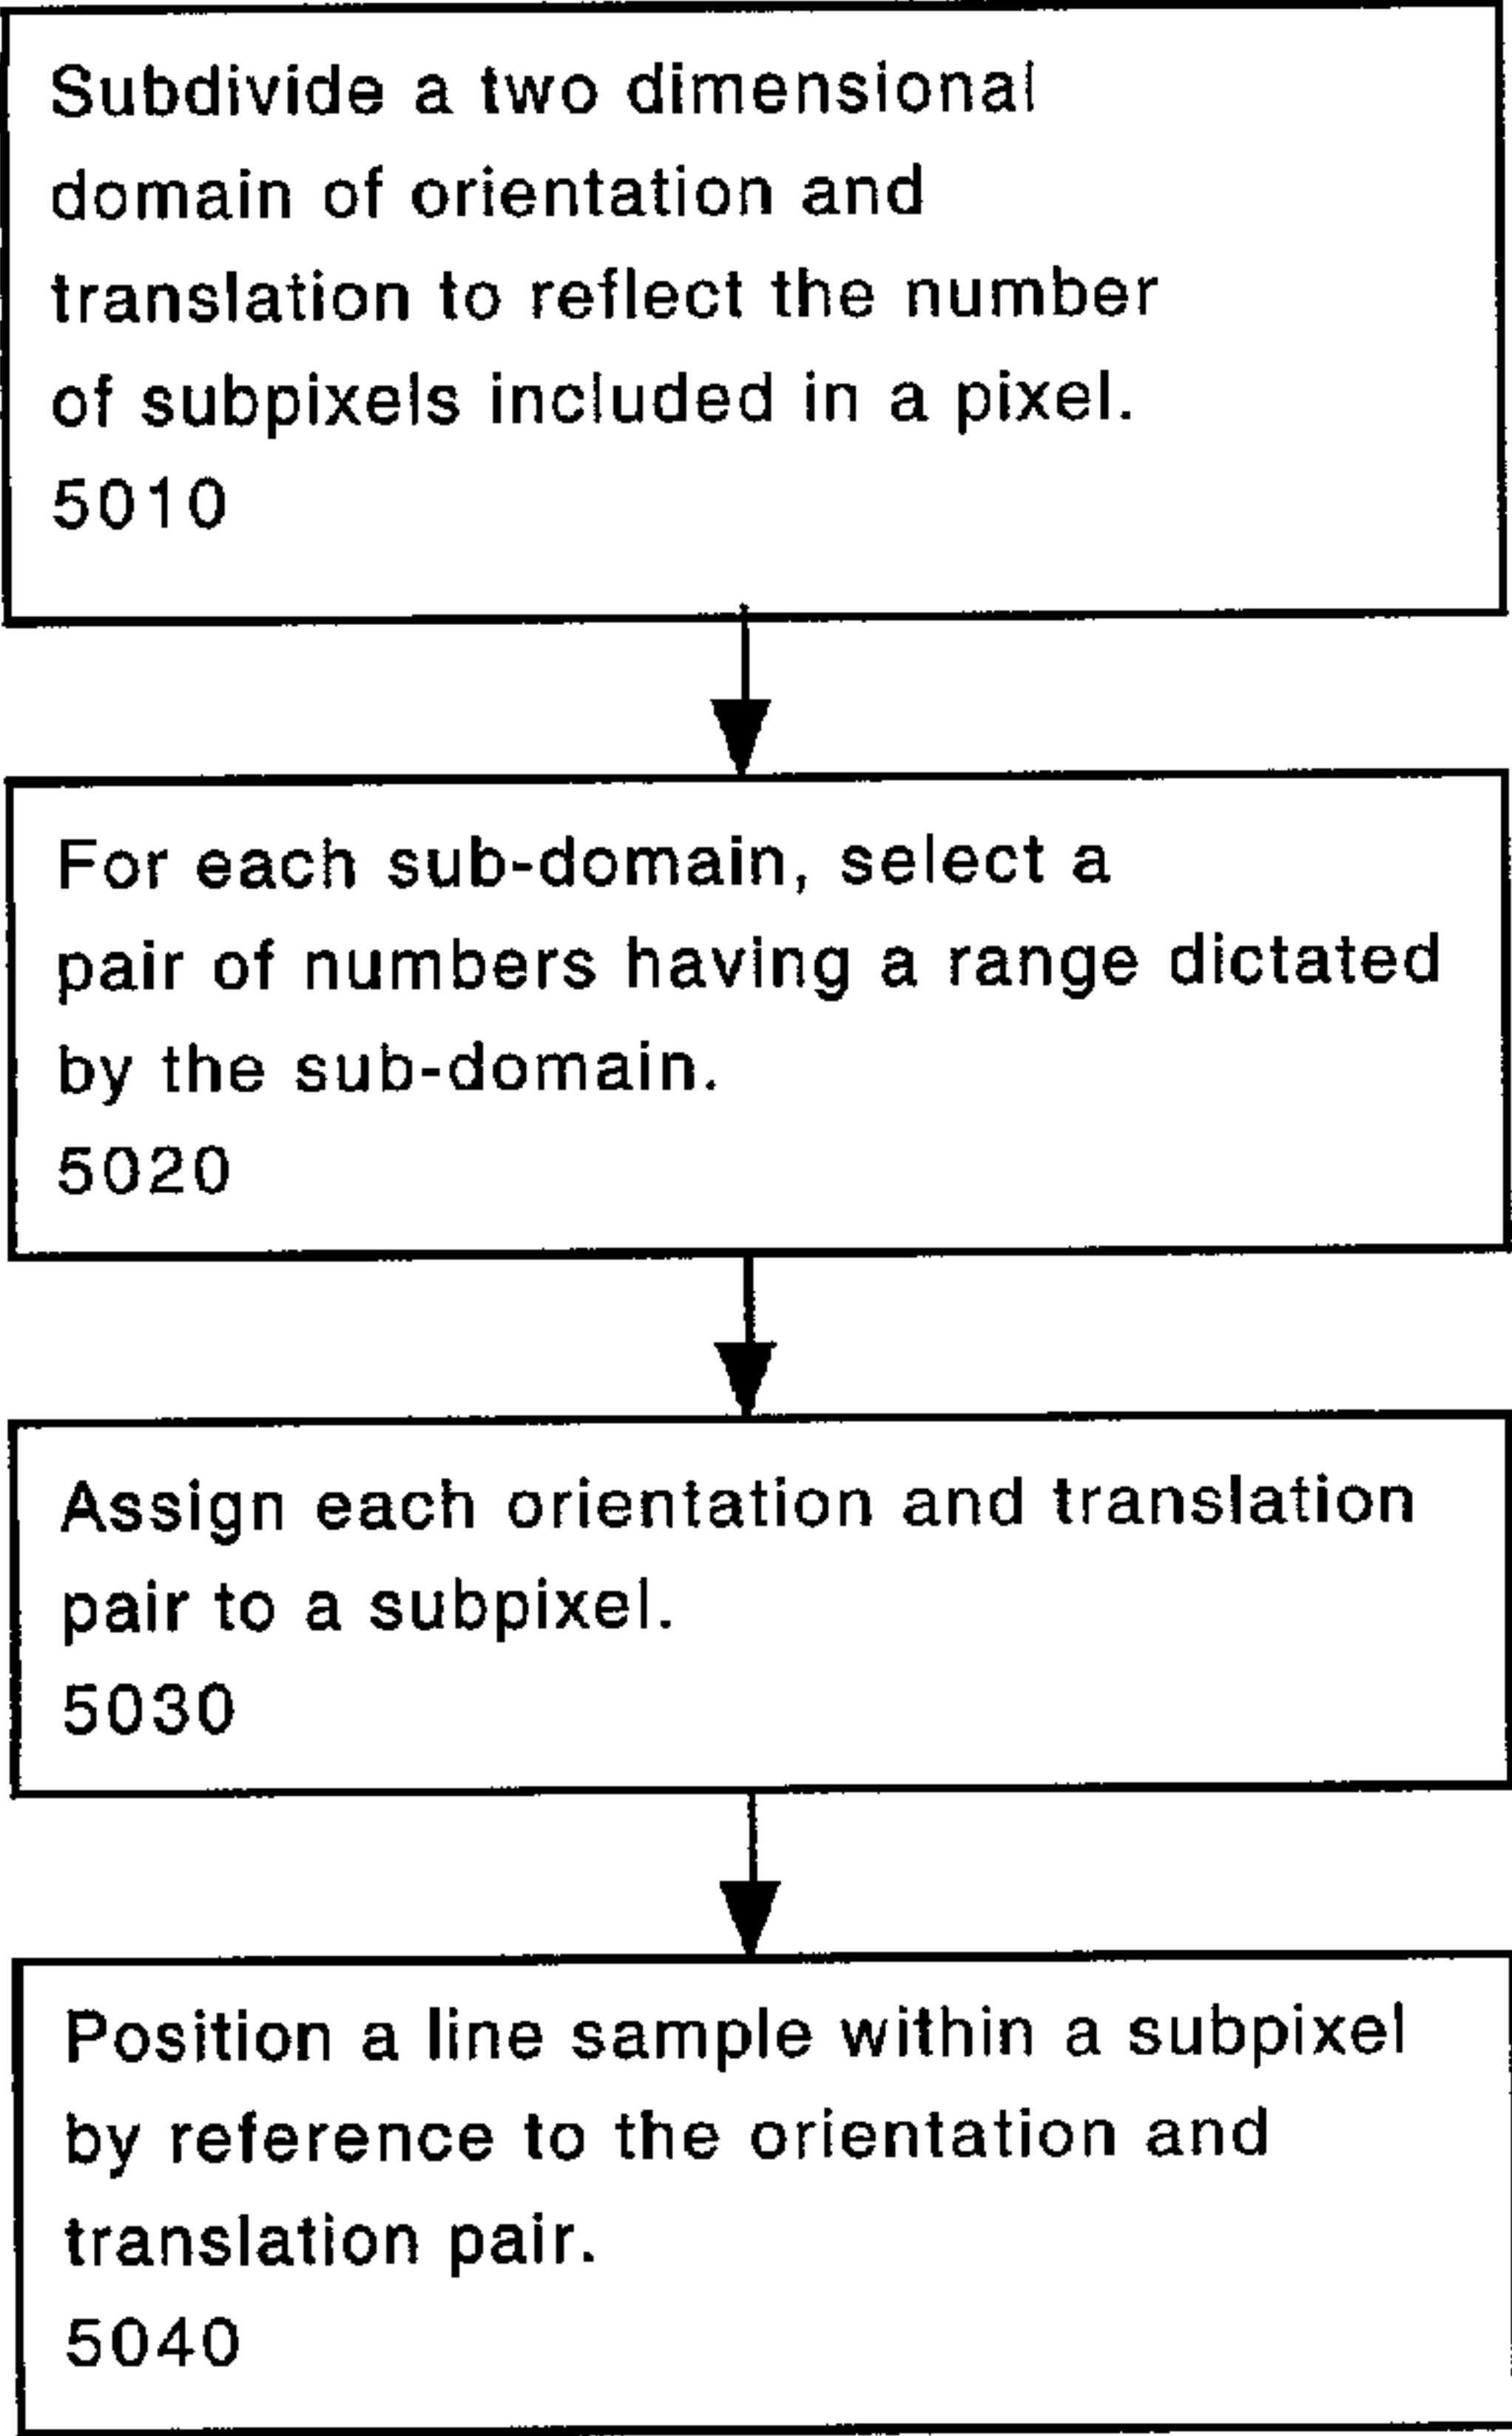 Subdivide a two dimensional
domain of orientation and
translation to reflect the number
of subpixels included in a pixel.
5010
For each sub-domain, select a
pair of numbers having a range dictated
by the sub-domain.
5020
Assign each orientation and translation
pair to a subpixel.
5030
Position a line sample within a subpixel
by reference to the orientation and
translation pair.
5040